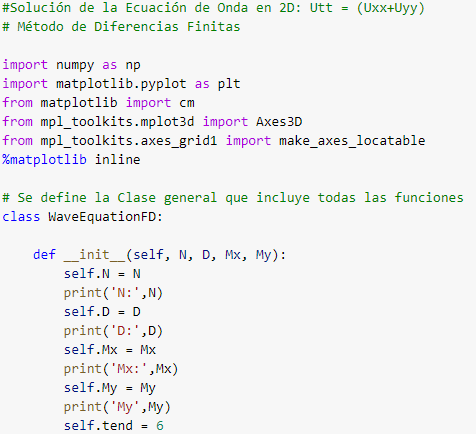 #Solución de la Ecuación de Onda en 2D: Utt = (Uxx+Uyy)
# Método de Diferencias Finitas
import numpy as np
import matplotlib.pyplot as plt
from matplotlib import cm
from mpl_toolkits.mplot3d import Axes3D
from mpl_toolkits.axes_grid1 import make_axes_locatable
%matplotlib inline
# Se define la Clase general que incluye todas las funciones
class WaveEquationFD:
    def __init__(self, N, D, Mx, My):
        self.N = N
        print('N:',N)
        self.D = D
        print('D:',D)
        self.Mx = Mx
        print('Mx:',Mx)
        self.My = My
        print('My',My)
        self.tend = 6